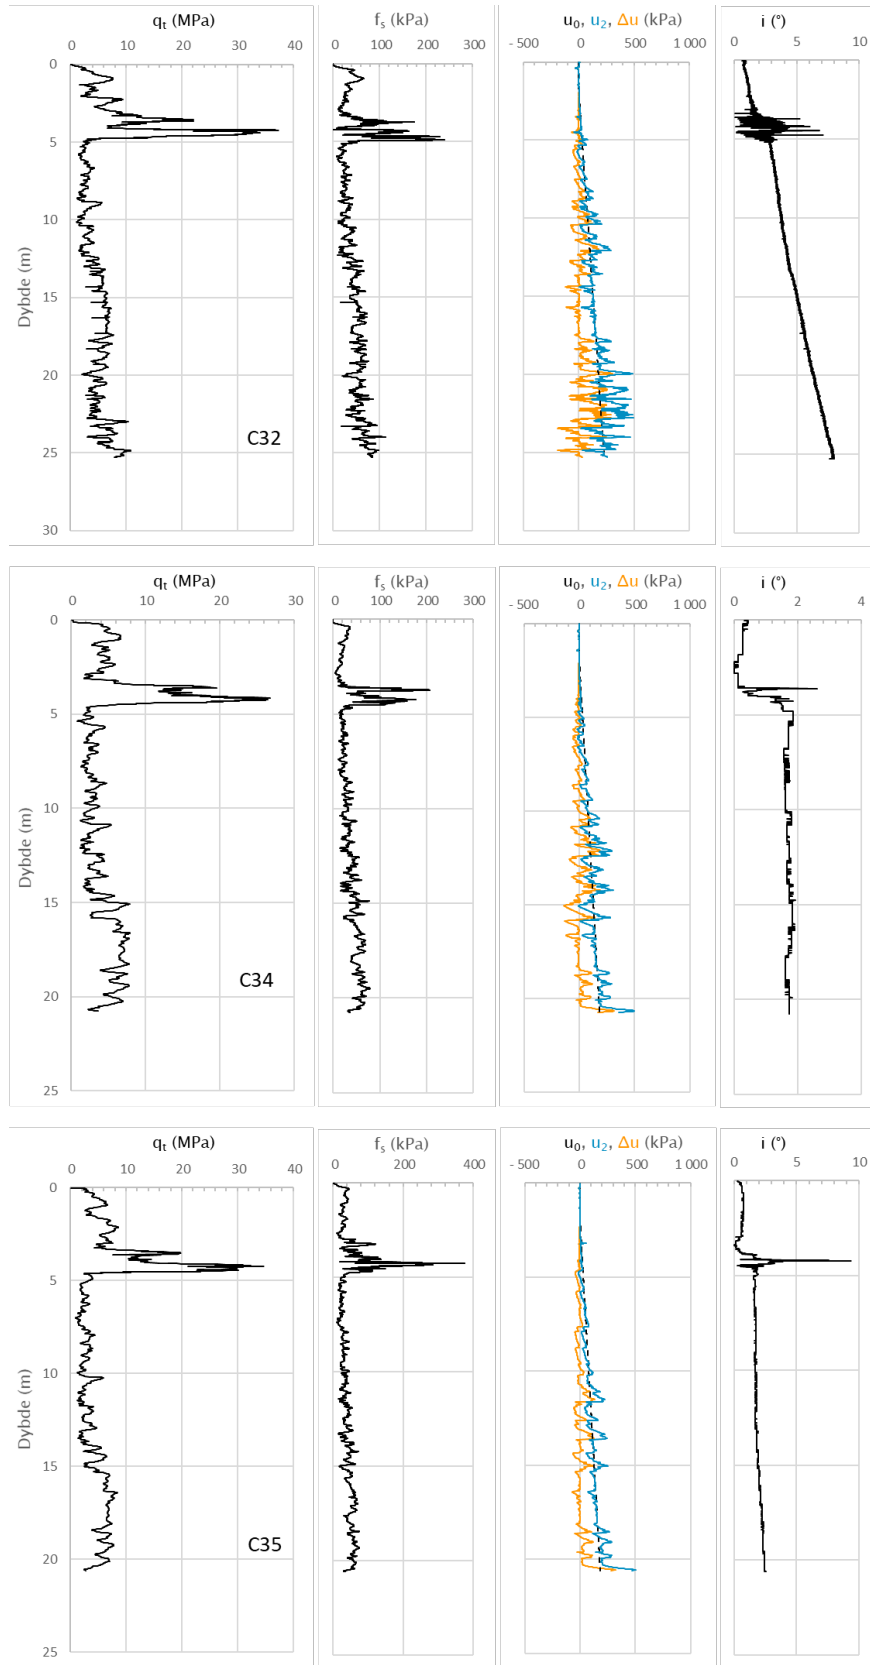 qt (MPa)
fs (kPa)
u0, u2, Δu (kPa)
i (°)
0 10 20 30 40
0 100 200 300
- 500 0 500 1 000
0 5 10
0
5
10
15
20
25
30
Dybde (m)
C32
qt (MPa)
fs (kPa)
u0, u2, Δu (kPa)
i (°)
0 10 20 30
0 100 200 300
- 500 0 500 1 000
0 2 4
0
5
10
15
20
25
Dybde (m)
C34
qt (MPa)
fs (kPa)
u0, u2, Δu (kPa)
i (°)
0 10 20 30 40
0 100 200 300 400
- 500 0 500 1 000
0 5 10
0
5
10
15
20
25
Dybde (m)
C35